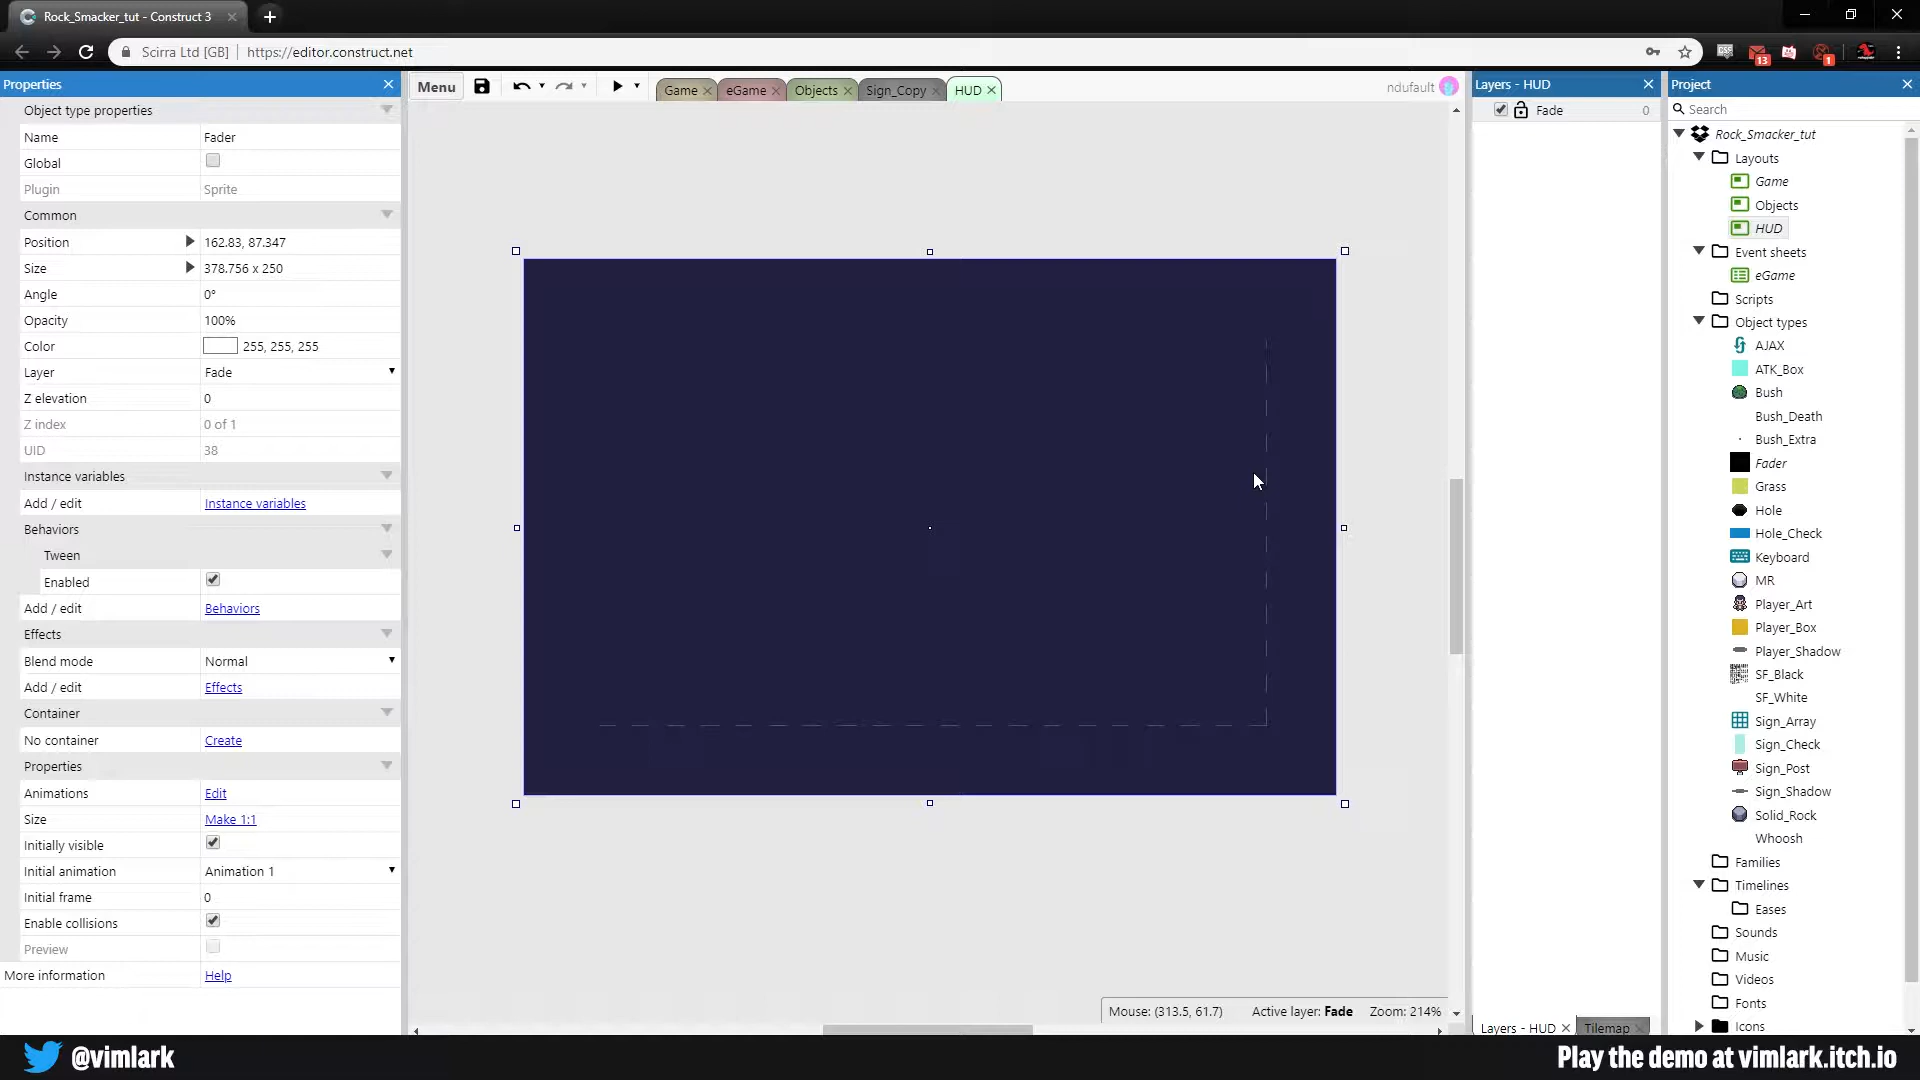 Rock_Smacker_tut - Construct 3
Scirra Ltd [GB] https://editor.construct.net
13
1
Properties
Object type properties
Name Fader
Global
Plugin Sprite
Common
Position 162.83, 87.347
Size 378.756 x 250
Angle 0°
Opacity 100%
Color 255, 255, 255
Layer Fade
Z elevation 0
Z index 0 of 1
UID 38
Instance variables
Add / edit Instance variables
Behaviors
Tween
Enabled
Add / edit Behaviors
Effects
Blend mode Normal
Add / edit Effects
Container
No container Create
Properties
Animations Edit
Size Make 1:1
Initially visible
Initial animation Animation 1
Initial frame 0
Enable collisions
Preview
More information Help
Menu
Game
eGame
Objects
Sign_Copy
HUD
ndufault
Mouse: (313.5, 61.7) Active layer: Fade Zoom: 214%
Layers - HUD
Fade 0
Layers - HUD
Tilemap
Project
Search
Rock_Smacker_tut
Layouts
Game
Objects
HUD
Event sheets
eGame
Scripts
Object types
AJAX
ATK_Box
Bush
Bush_Death
Bush_Extra
Fader
Grass
Hole
Hole_Check
Keyboard
MR
Player_Art
Player_Box
Player_Shadow
SF_Black
SF_White
Sign_Array
Sign_Check
Sign_Post
Sign_Shadow
Solid_Rock
Whoosh
Families
Timelines
Eases
Sounds
Music
Videos
Fonts
Icons
@vimlark
Play the demo at vimlark.itch.io